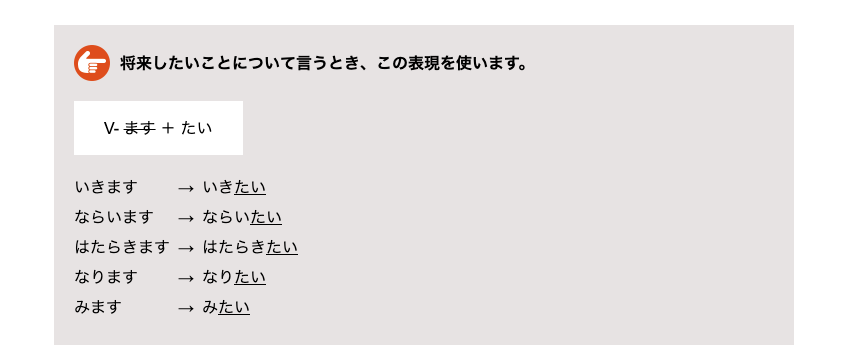 将来したいことについて言うとき、この表現を使います。
V- ます ＋ たい
いきます → いきたい
ならいます → ならいたい
はたらきます → はたらきたい
なります → なりたい
みます → みたい